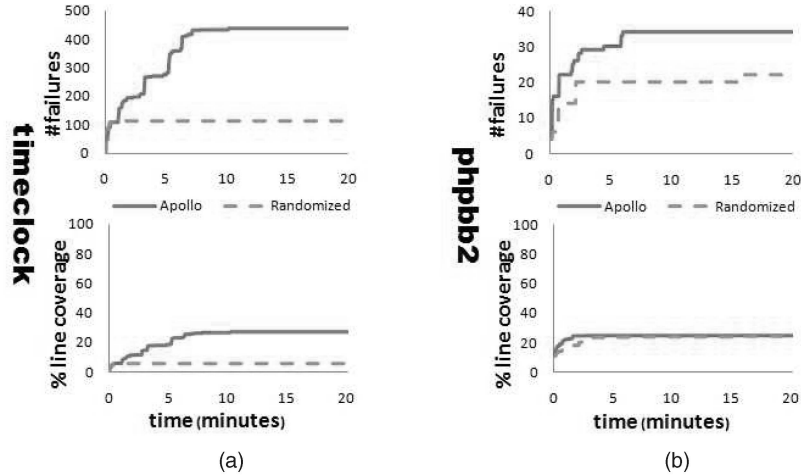 timeclock
#failures
500
400
300
200
100
0
0 5 10 15 20
Apollo Randomized
% line coverage
100
80
60
40
20
0
0 5 10 15 20
time (minutes)
(a)
phpbb2
#failures
40
30
20
10
0
0 5 10 15 20
Apollo Randomized
% line coverage
100
80
60
40
20
0
0 5 10 15 20
time (minutes)
(b)